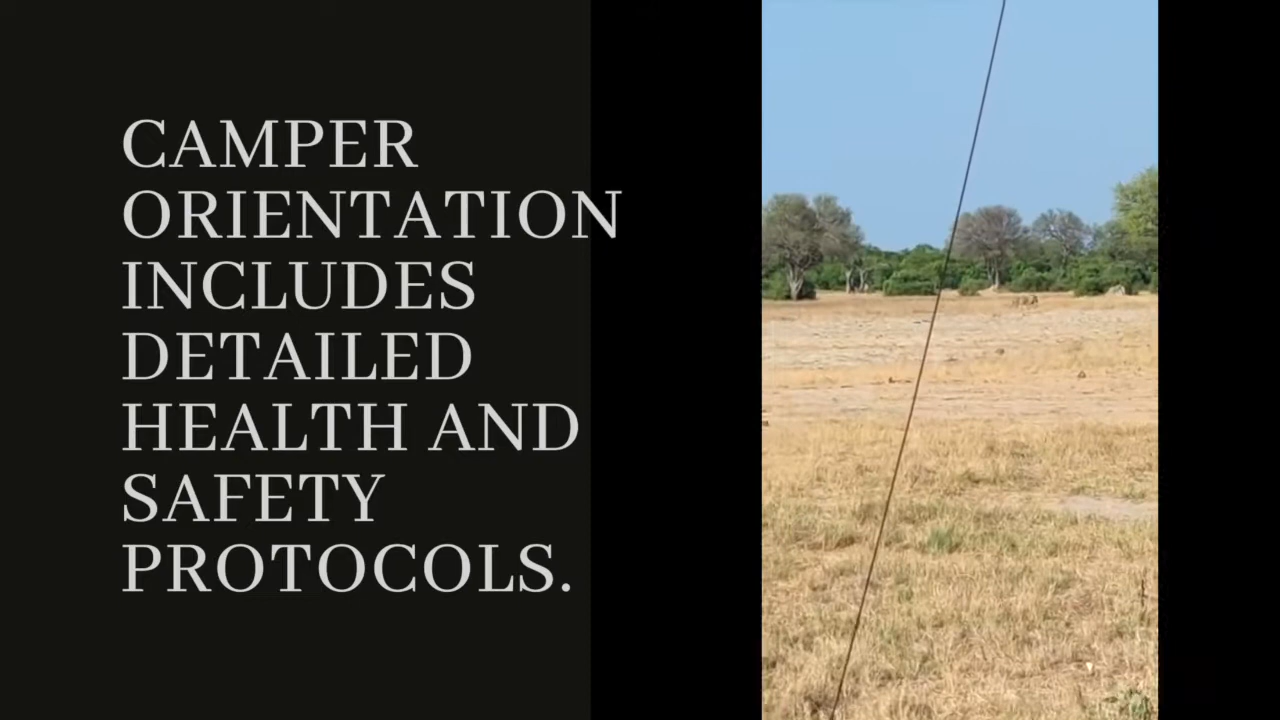 CAMPER
ORIENTATION
INCLUDES
DETAILED
HEALTH AND
SAFETY
PROTOCOLS.